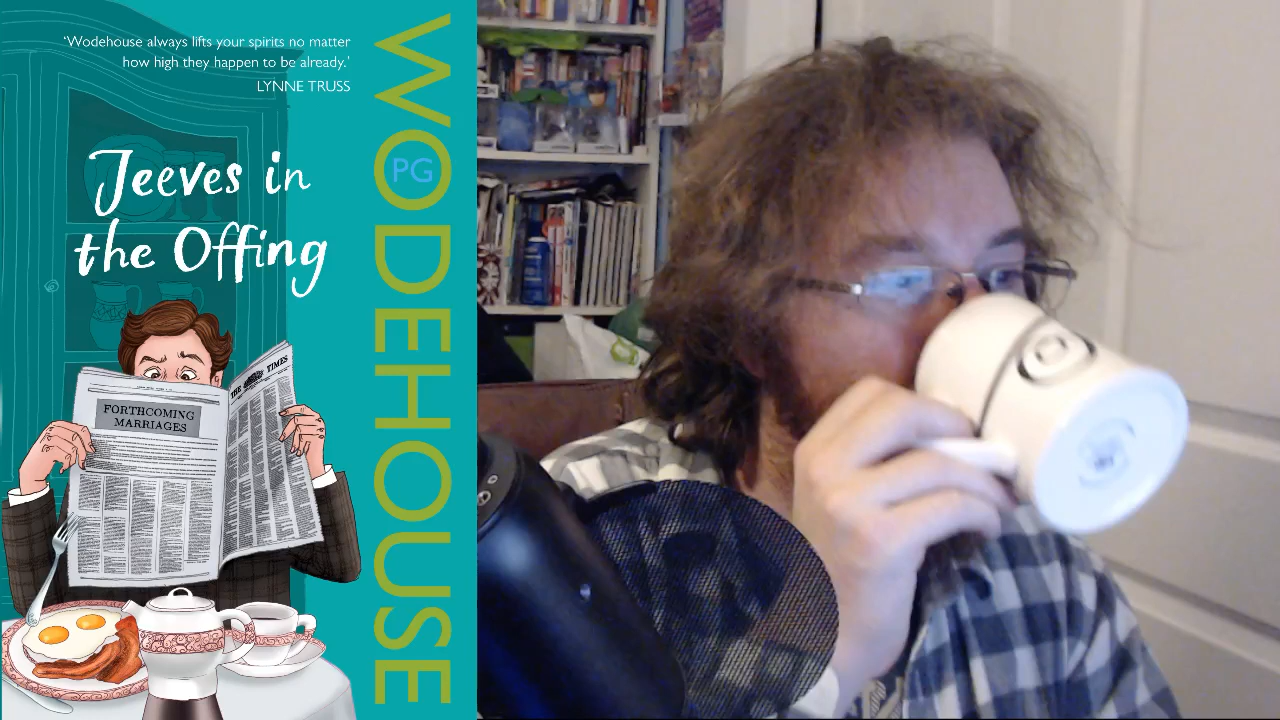 ‘Wodehouse always lifts your spirits no matter
how high they happen to be already.’
LYNNE TRUSS
Jeeves in
the Offing
PG
WODEHOUSE
THE TIMES
FORTHCOMING
MARRIAGES